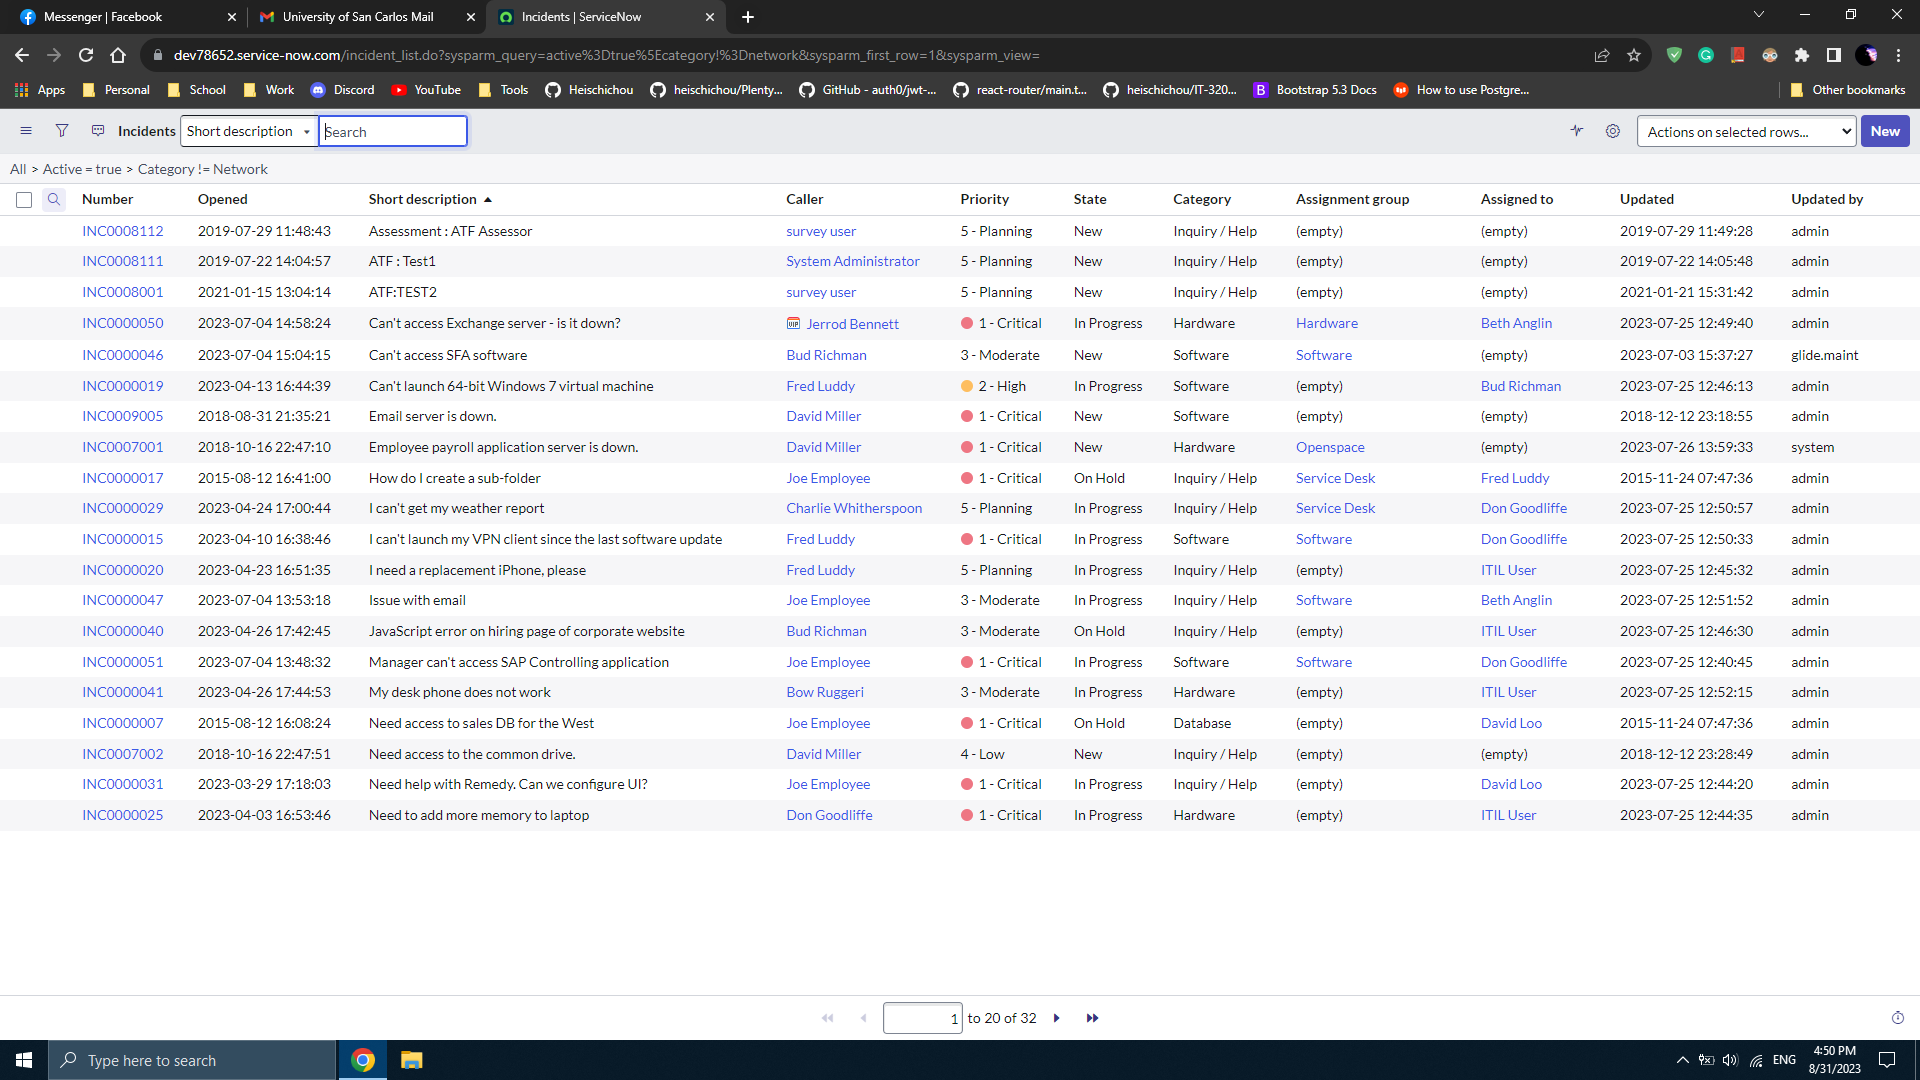 Messenger | Facebook University of San Carlos Mail Incidents | ServiceNow
dev78652.service-now.com/incident_list.do?sysparm_query=active%3Dtrue%5Ecategory!%3Dnetwork&sysparm_first_row=1&sysparm_view=
Apps Personal School Work Discord YouTube Tools Heischichou heischichou/Plenty... GitHub - auth0/jwt-... react-router/main.t... heischichou/IT-320... Bootstrap 5.3 Docs How to use Postgre... Other bookmarks
Incidents Short description Search Actions on selected rows... New
All > Active = true > Category != Network
Number Opened Short description Caller Priority State Category Assignment group Assigned to Updated Updated by
INC0008112 2019-07-29 11:48:43 Assessment : ATF Assessor survey user 5 - Planning New Inquiry / Help (empty) (empty) 2019-07-29 11:49:28 admin
INC0008111 2019-07-22 14:04:57 ATF : Test1 System Administrator 5 - Planning New Inquiry / Help (empty) (empty) 2019-07-22 14:05:48 admin
INC0008001 2021-01-15 13:04:14 ATF:TEST2 survey user 5 - Planning New Inquiry / Help (empty) (empty) 2021-01-21 15:31:42 admin
INC0000050 2023-07-04 14:58:24 Can't access Exchange server - is it down? VIP Jerrod Bennett 1 - Critical In Progress Hardware Hardware Beth Anglin 2023-07-25 12:49:40 admin
INC0000046 2023-07-04 15:04:15 Can't access SFA software Bud Richman 3 - Moderate New Software Software (empty) 2023-07-03 15:37:27 glide.maint
INC0000019 2023-04-13 16:44:39 Can't launch 64-bit Windows 7 virtual machine Fred Luddy 2 - High In Progress Software (empty) Bud Richman 2023-07-25 12:46:13 admin
INC0009005 2018-08-31 21:35:21 Email server is down. David Miller 1 - Critical New Software (empty) (empty) 2018-12-12 23:18:55 admin
INC0007001 2018-10-16 22:47:10 Employee payroll application server is down. David Miller 1 - Critical New Hardware Openspace (empty) 2023-07-26 13:59:33 system
INC0000017 2015-08-12 16:41:00 How do I create a sub-folder Joe Employee 1 - Critical On Hold Inquiry / Help Service Desk Fred Luddy 2015-11-24 07:47:36 admin
INC0000029 2023-04-24 17:00:44 I can't get my weather report Charlie Whitherspoon 5 - Planning In Progress Inquiry / Help Service Desk Don Goodliffe 2023-07-25 12:50:57 admin
INC0000015 2023-04-10 16:38:46 I can't launch my VPN client since the last software update Fred Luddy 1 - Critical In Progress Software Software Don Goodliffe 2023-07-25 12:50:33 admin
INC0000020 2023-04-23 16:51:35 I need a replacement iPhone, please Fred Luddy 5 - Planning In Progress Inquiry / Help (empty) ITIL User 2023-07-25 12:45:32 admin
INC0000047 2023-07-04 13:53:18 Issue with email Joe Employee 3 - Moderate In Progress Inquiry / Help Software Beth Anglin 2023-07-25 12:51:52 admin
INC0000040 2023-04-26 17:42:45 JavaScript error on hiring page of corporate website Bud Richman 3 - Moderate On Hold Inquiry / Help (empty) ITIL User 2023-07-25 12:46:30 admin
INC0000051 2023-07-04 13:48:32 Manager can't access SAP Controlling application Joe Employee 1 - Critical In Progress Software Software Don Goodliffe 2023-07-25 12:40:45 admin
INC0000041 2023-04-26 17:44:53 My desk phone does not work Bow Ruggeri 3 - Moderate In Progress Hardware (empty) ITIL User 2023-07-25 12:52:15 admin
INC0000007 2015-08-12 16:08:24 Need access to sales DB for the West Joe Employee 1 - Critical On Hold Database (empty) David Loo 2015-11-24 07:47:36 admin
INC0007002 2018-10-16 22:47:51 Need access to the common drive. David Miller 4 - Low New Inquiry / Help (empty) (empty) 2018-12-12 23:28:49 admin
INC0000031 2023-03-29 17:18:03 Need help with Remedy. Can we configure UI? Joe Employee 1 - Critical In Progress Inquiry / Help (empty) David Loo 2023-07-25 12:44:20 admin
INC0000025 2023-04-03 16:53:46 Need to add more memory to laptop Don Goodliffe 1 - Critical In Progress Hardware (empty) ITIL User 2023-07-25 12:44:35 admin
1 to 20 of 32
Type here to search ENG 4:50 PM
8/31/2023